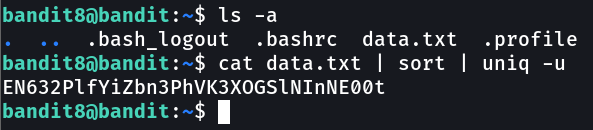 bandit8@bandit:~$ ls -a
.  ..  .bash_logout  .bashrc  data.txt  .profile
bandit8@bandit:~$ cat data.txt | sort | uniq -u
EN632PlfYiZbn3PhVK3XOGSlNInNE00t
bandit8@bandit:~$